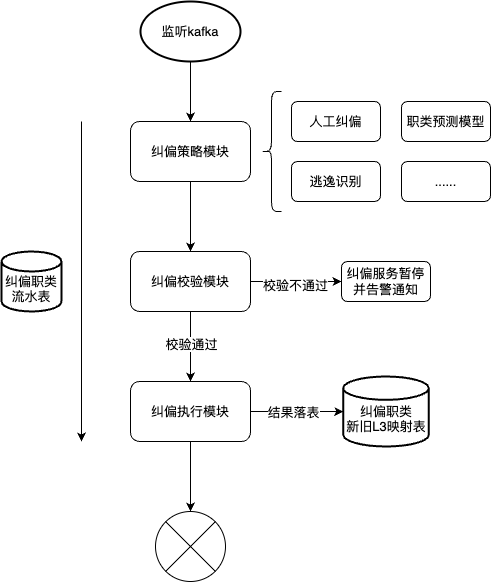 监听kafka
纠偏策略模块
人工纠偏
职类预测模型
逃逸识别
......
纠偏职类
流水表
纠偏校验模块
校验不通过
纠偏服务暂停
并告警通知
校验通过
纠偏执行模块
结果落表
纠偏职类
新旧L3映射表